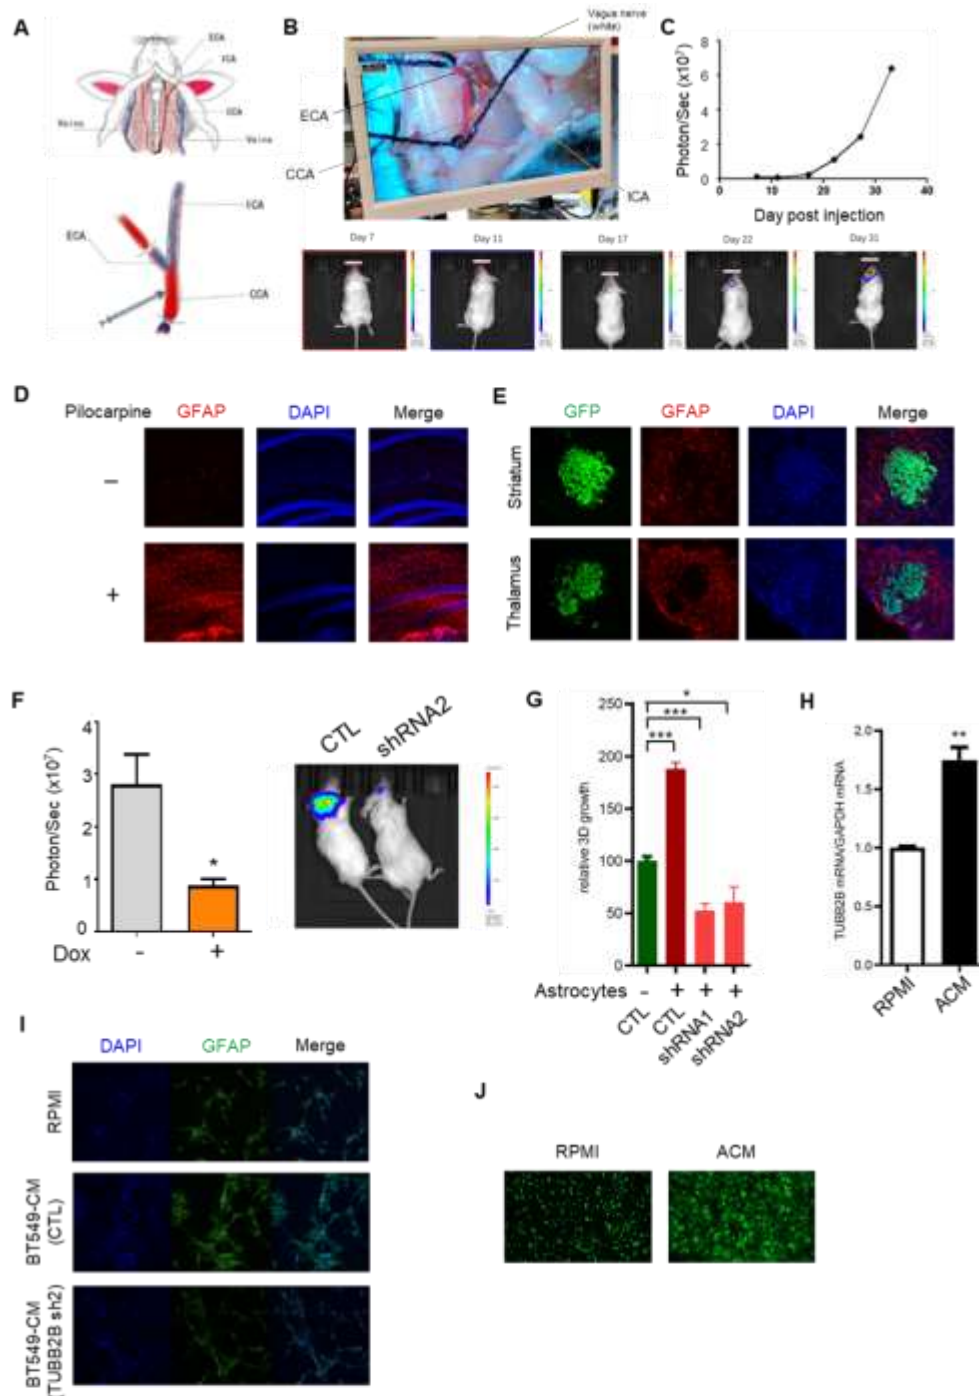 A
ECA
ICA
ECA
Veins
Veins
ICA
ECA
CCA
B
Vagus nerve
(white)
ECA
CCA
ICA
C
Photon/Sec (x10⁷)
8
6
4
2
0
0 10 20 30 40
Day post injection
Day 7 Day 11 Day 17 Day 22 Day 31
D
Pilocarpine GFAP DAPI Merge
–
+
E
GFP GFAP DAPI Merge
Striatum
Thalamus
F
Photon/Sec (x10⁷)
4
3
2
1
0
*
Dox - +
CTL shRNA2
G
relative 3D growth
250
200
150
100
50
0
*
***
***
Astrocytes - + + +
CTL CTL shRNA1 shRNA2
H
TUBB2B mRNA/GAPDH mRNA
2.0
1.5
1.0
0.5
0.0
**
RPMI ACM
I
DAPI GFAP Merge
RPMI
BT549-CM
(CTL)
BT549-CM
(TUBB2B sh2)
J
RPMI ACM